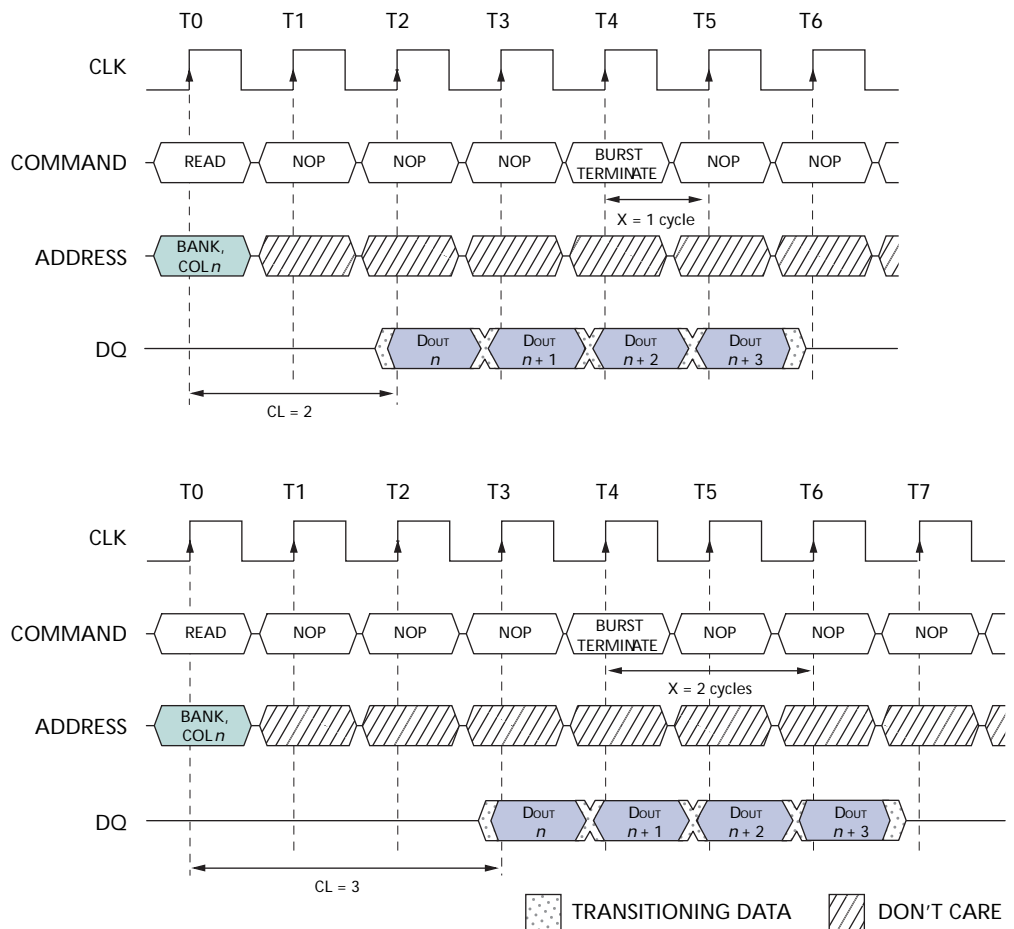 T0 T1 T2 T3 T4 T5 T6
CLK
COMMAND READ NOP NOP NOP BURST TERMINATE NOP NOP
X = 1 cycle
ADDRESS BANK, COL n
DQ DOUT n DOUT n + 1 DOUT n + 2 DOUT n + 3
CL = 2
T0 T1 T2 T3 T4 T5 T6 T7
CLK
COMMAND READ NOP NOP NOP BURST TERMINATE NOP NOP NOP
X = 2 cycles
ADDRESS BANK, COL n
DQ DOUT n DOUT n + 1 DOUT n + 2 DOUT n + 3
CL = 3
TRANSITIONING DATA DON'T CARE